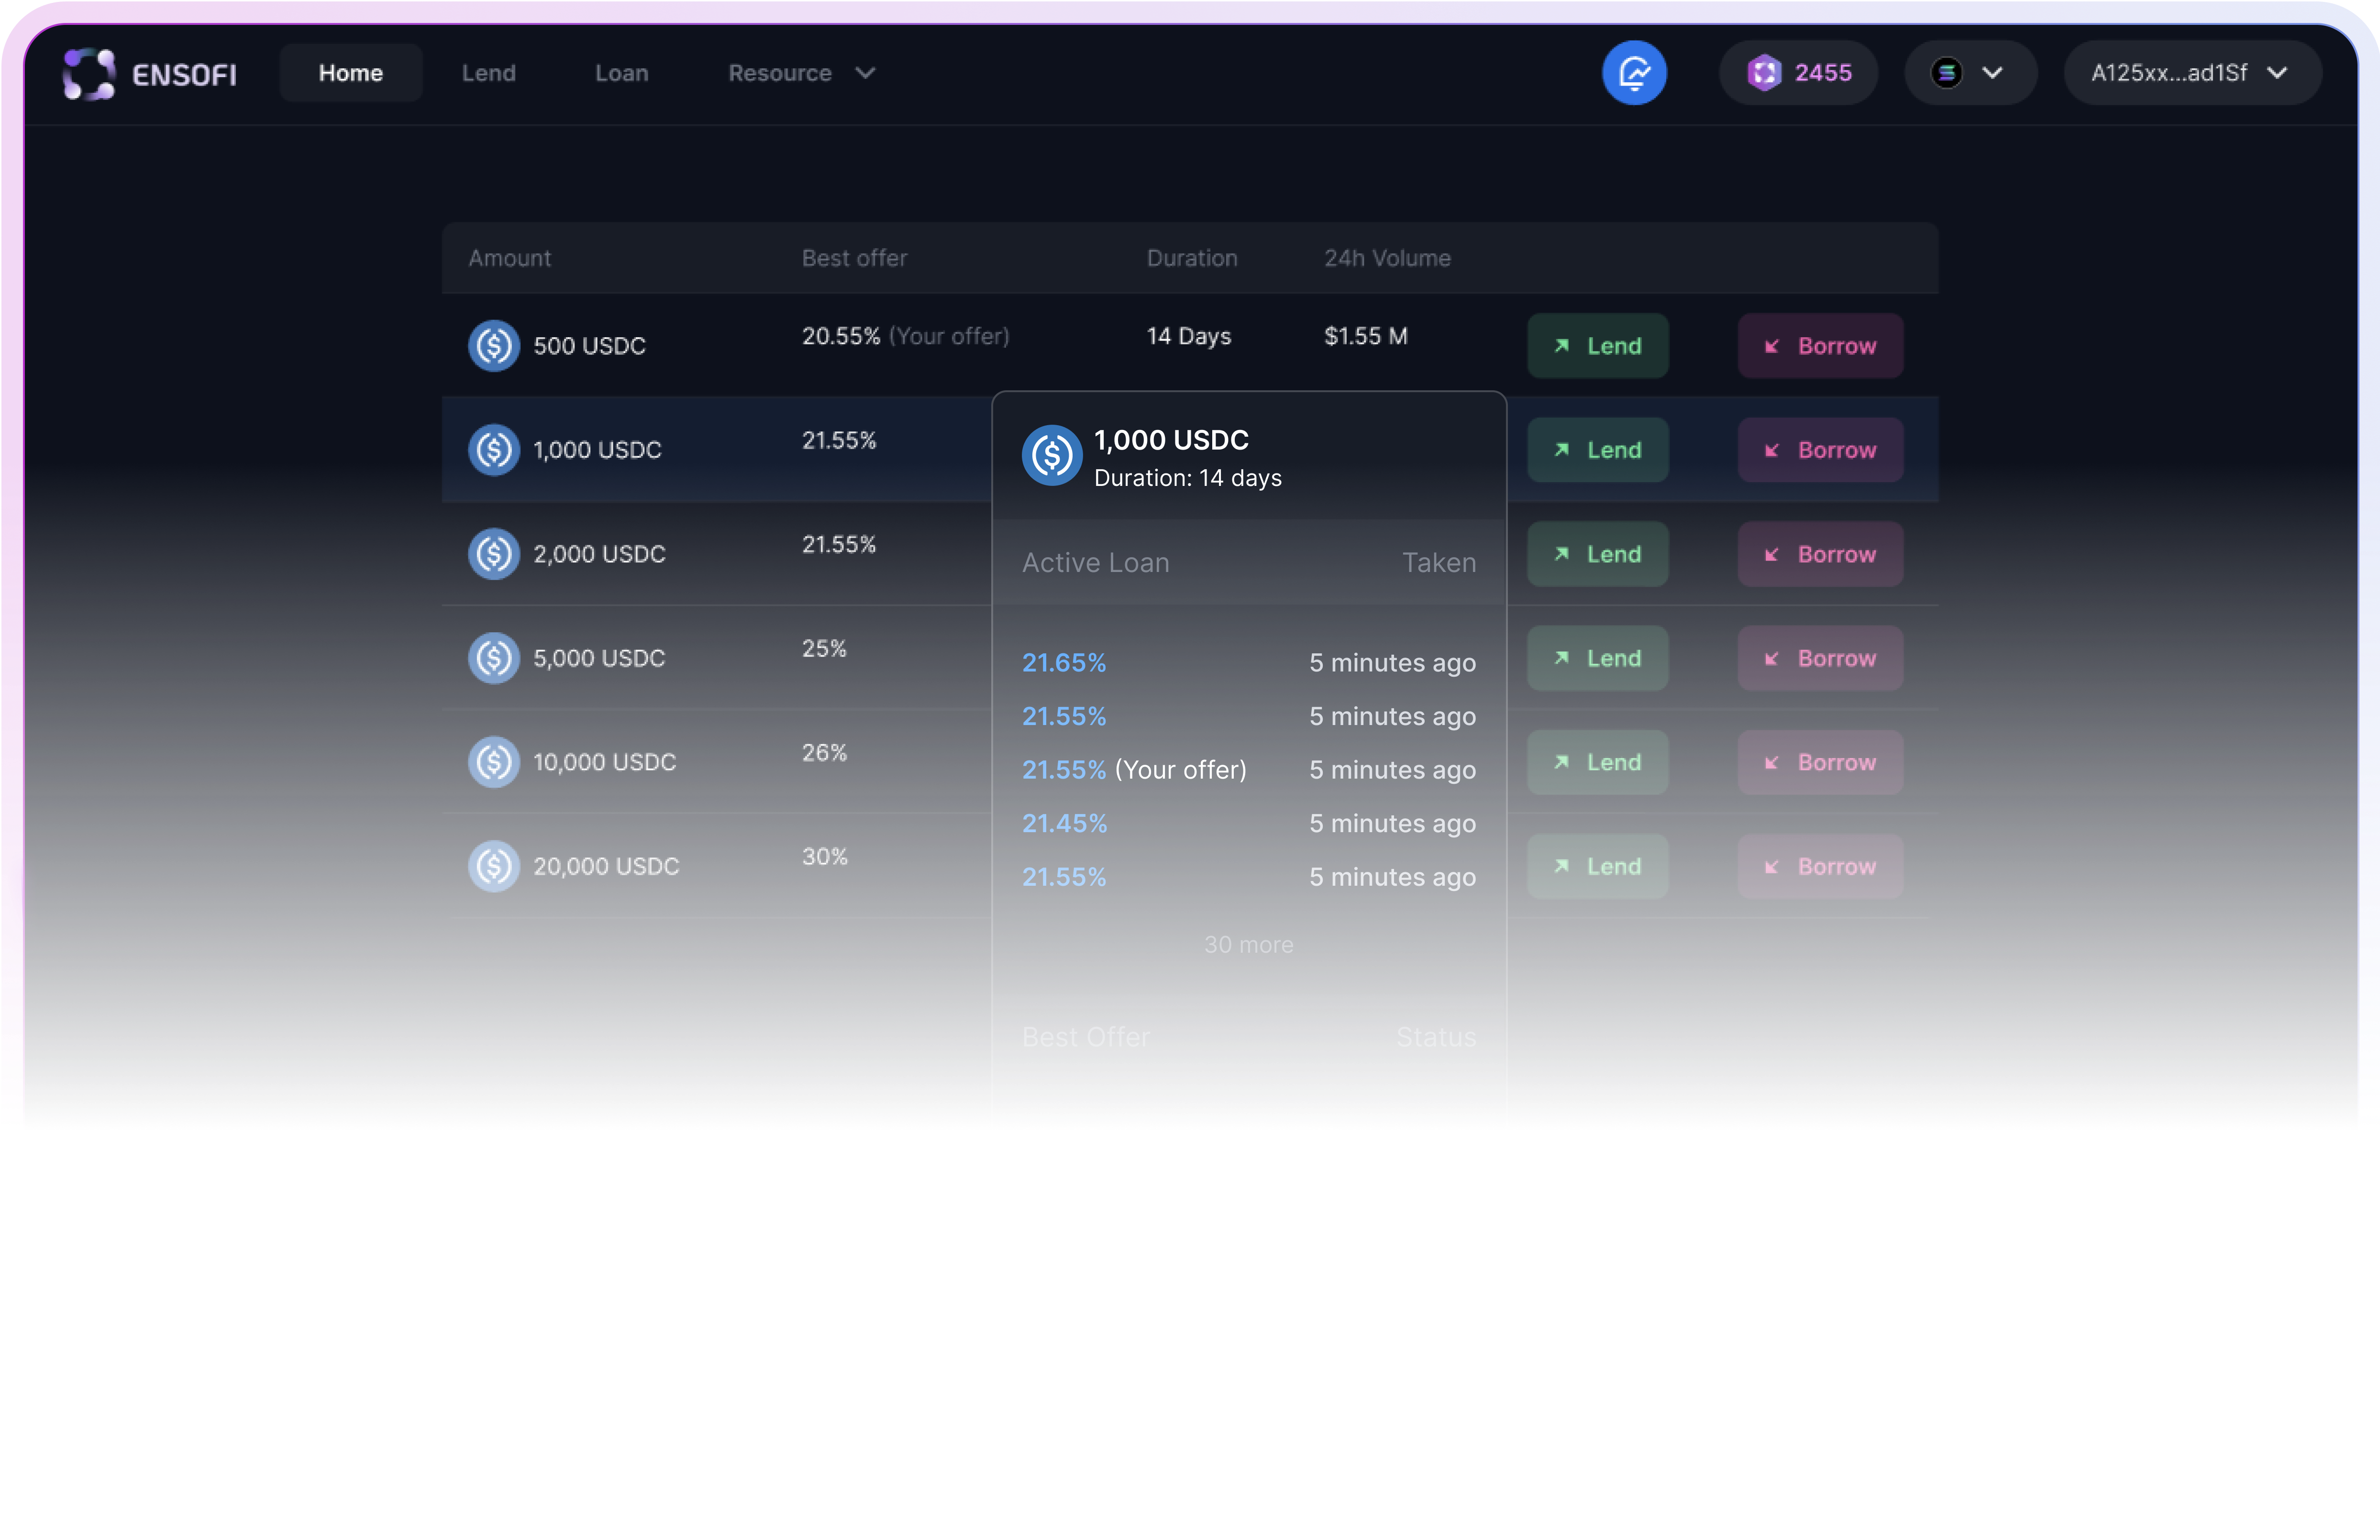 ENSOFI Home Lend Loan Resource 2455 A125xx...ad1Sf
Amount Best offer Duration 24h Volume
500 USDC 20.55% (Your offer) 14 Days $1.55 M Lend Borrow
1,000 USDC 21.55% Lend Borrow
2,000 USDC 21.55% Lend Borrow
5,000 USDC 25% Lend Borrow
10,000 USDC 26% Lend Borrow
20,000 USDC 30% Lend Borrow
1,000 USDC
Duration: 14 days
Active Loan Taken
21.65% 5 minutes ago
21.55% 5 minutes ago
21.55% (Your offer) 5 minutes ago
21.45% 5 minutes ago
21.55% 5 minutes ago
30 more
Best Offer Status